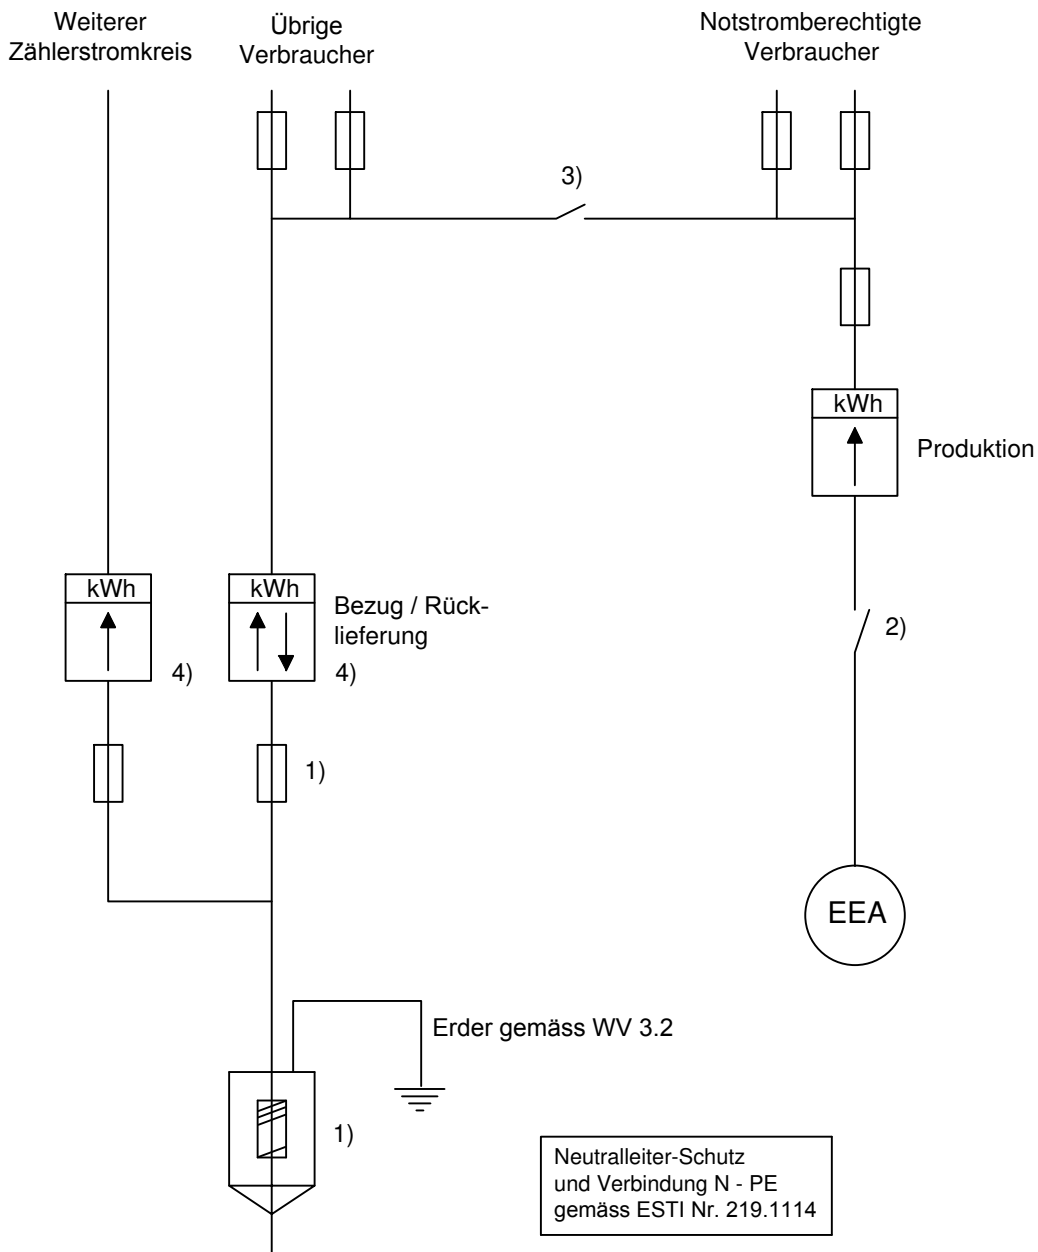 Weiterer
Zählerstromkreis
Übrige
Verbraucher
Notstromberechtigte
Verbraucher
3)
kWh
Produktion
kWh
kWh
Bezug / Rück-
lieferung
2)
4)
4)
1)
EEA
Erder gemäss WV 3.2
1)
Neutralleiter-Schutz
und Verbindung N - PE
gemäss ESTI Nr. 219.1114